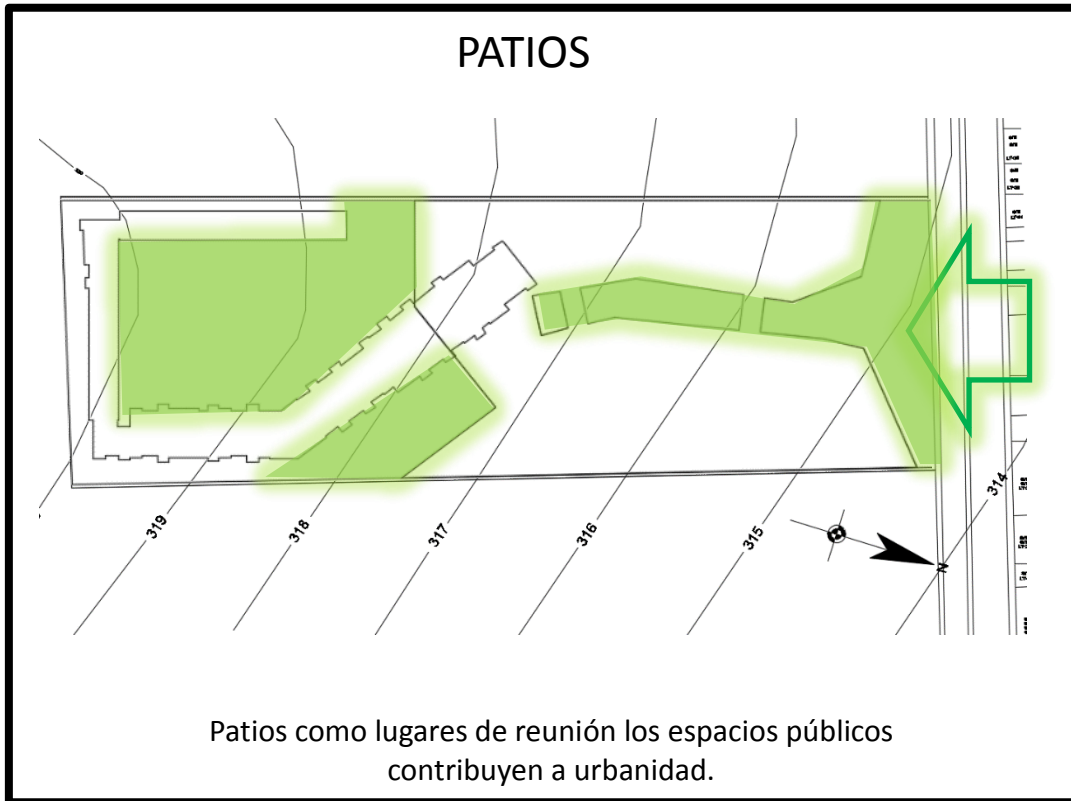 PATIOS
319
318
317
316
315
314
N
Patios como lugares de reunión los espacios públicos
contribuyen a urbanidad.